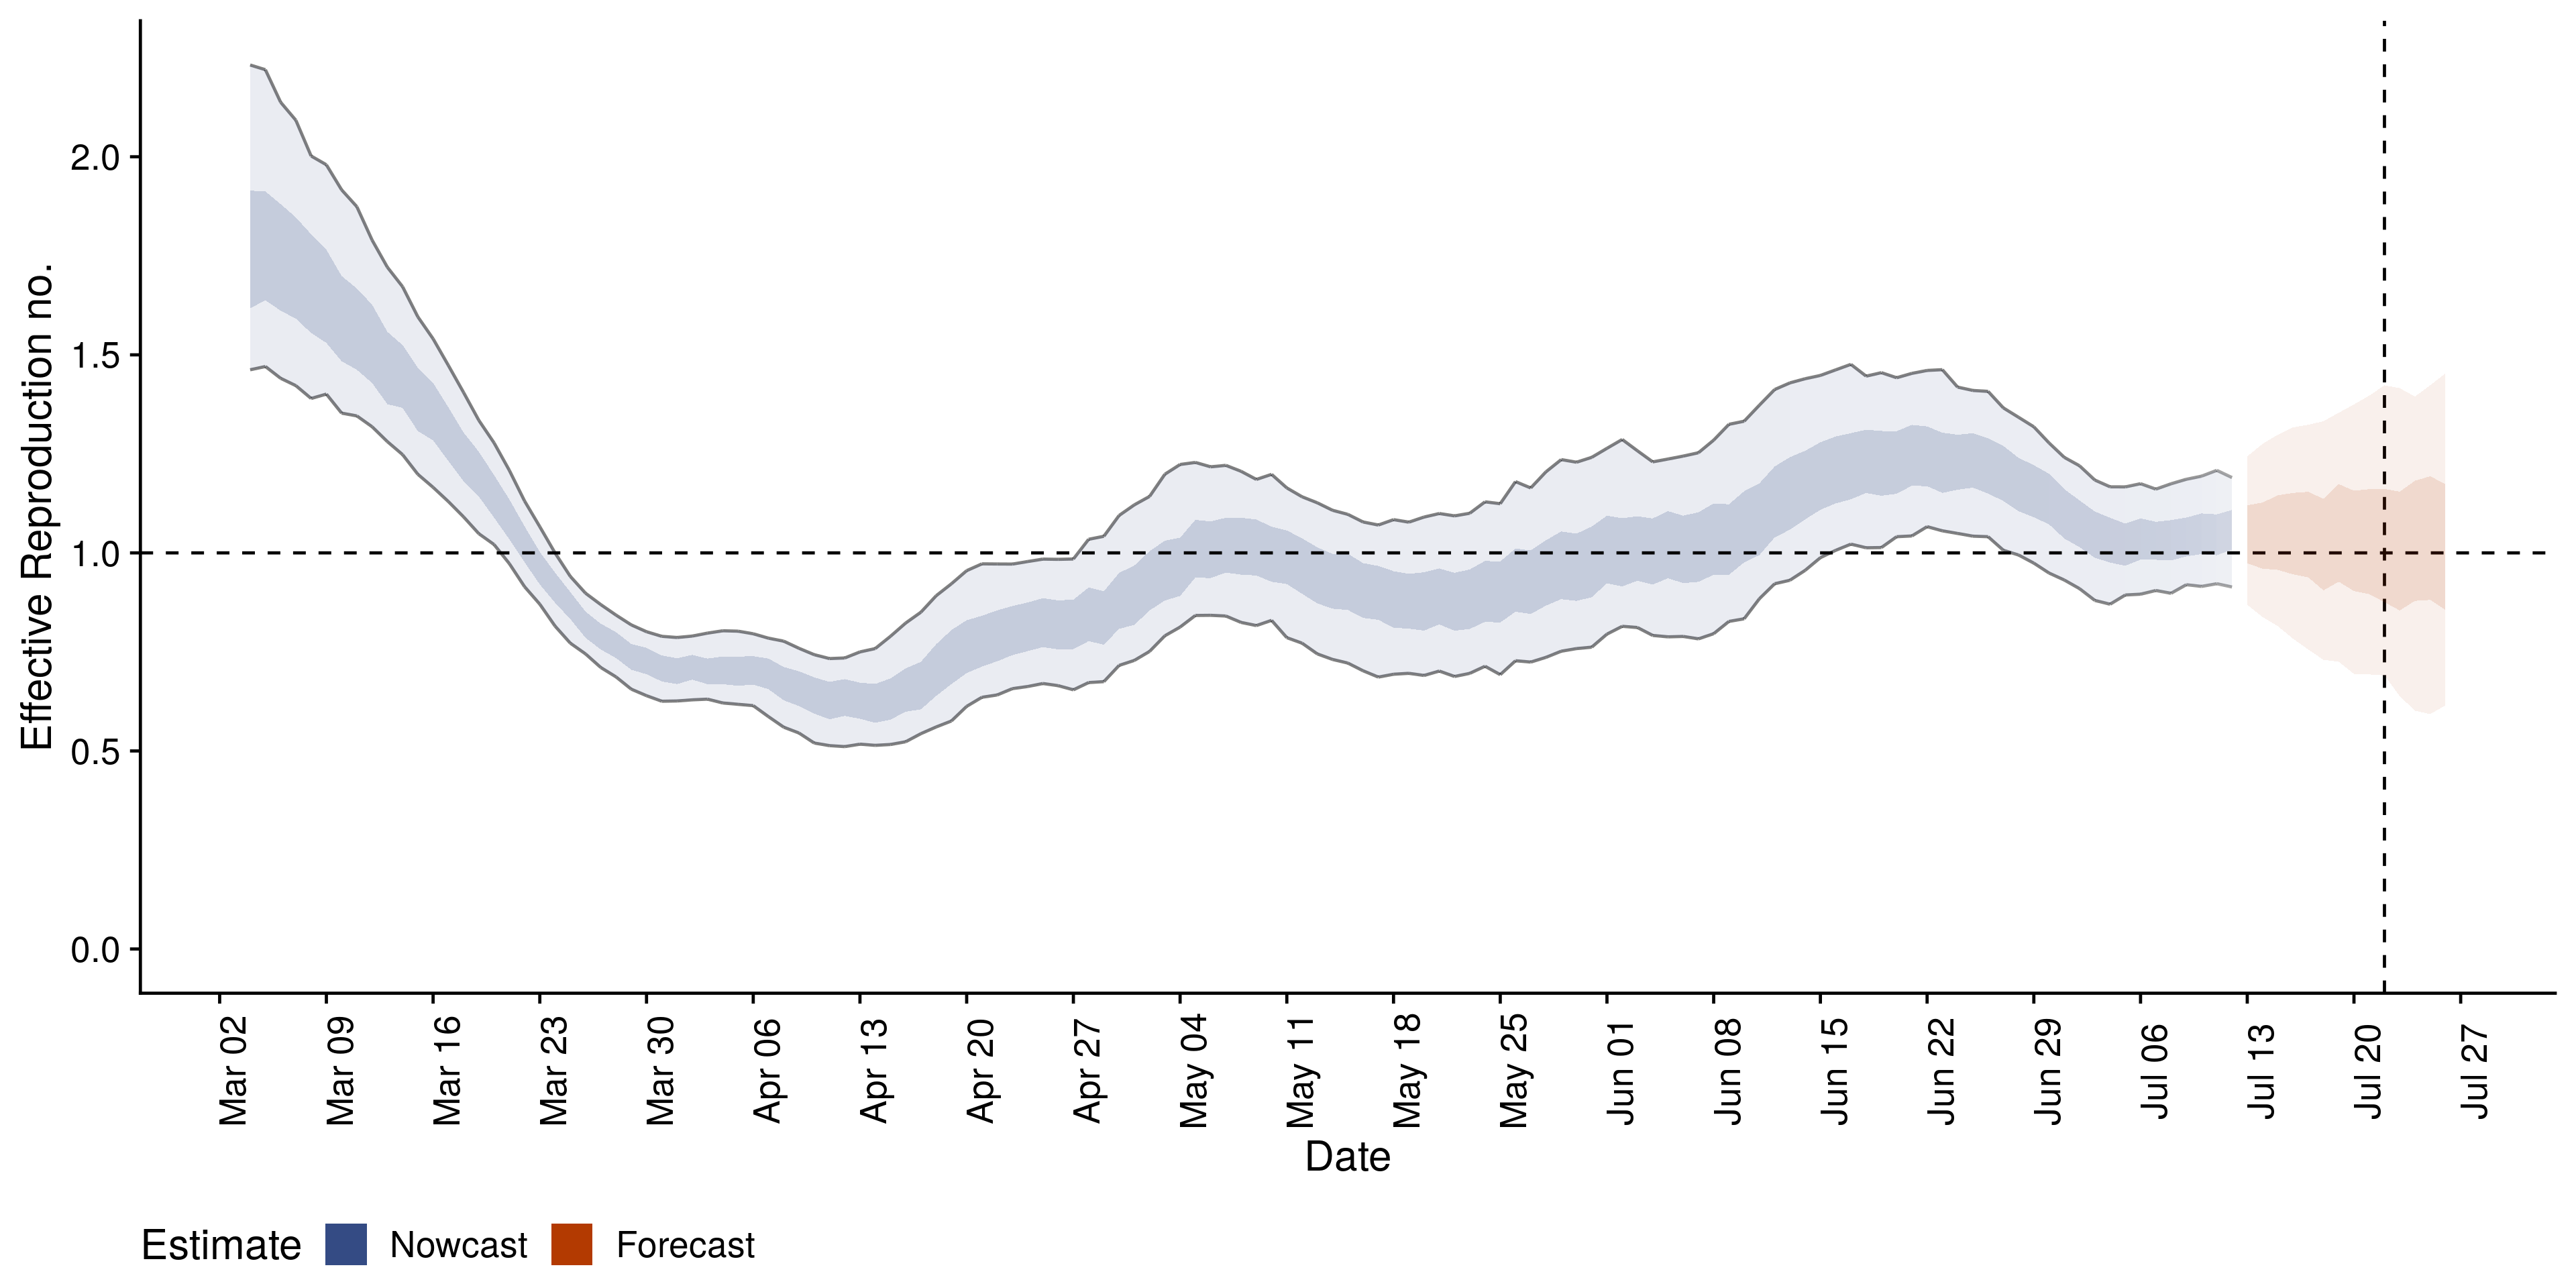 Effective Reproduction no.
2.0
1.5
1.0
0.5
0.0
Mar 02
Mar 09
Mar 16
Mar 23
Mar 30
Apr 06
Apr 13
Apr 20
Apr 27
May 04
May 11
May 18
May 25
Jun 01
Jun 08
Jun 15
Jun 22
Jun 29
Jul 06
Jul 13
Jul 20
Jul 27
Date
Estimate Nowcast Forecast